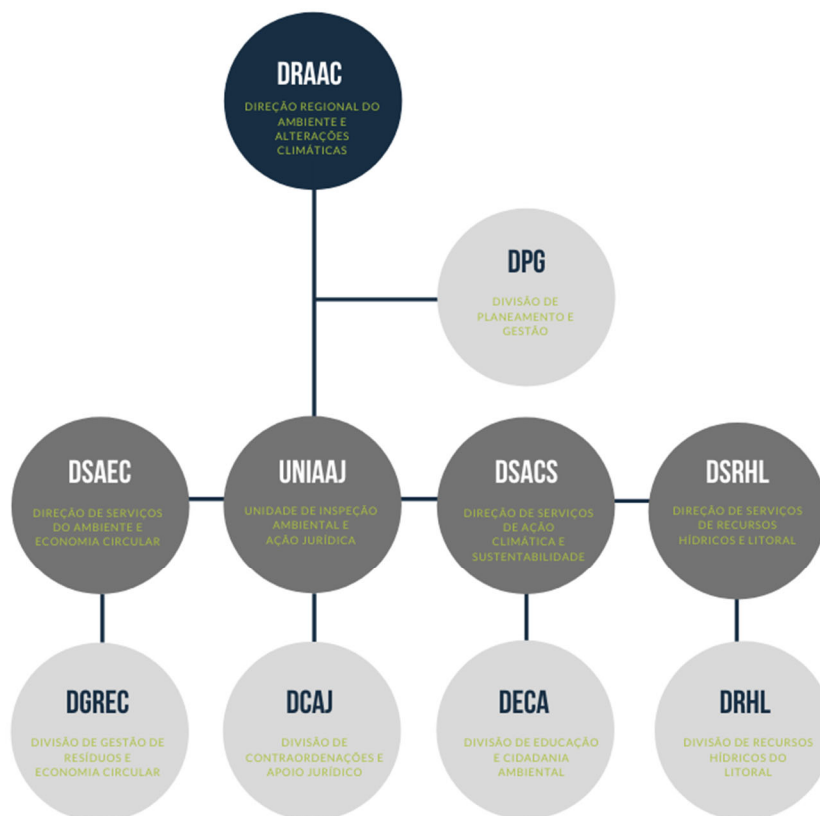 DRAAC
DIREÇÃO REGIONAL DO
AMBIENTE E
ALTERAÇÕES
CLIMÁTICAS
DPG
DIVISÃO DE
PLANEAMENTO E
GESTÃO
DSAEC
DIREÇÃO DE SERVIÇOS
DO AMBIENTE E
ECONOMIA CIRCULAR
UNIAAJ
UNIDADE DE INSPEÇÃO
AMBIENTAL E
AÇÃO JURÍDICA
DSACS
DIREÇÃO DE SERVIÇOS
DE AÇÃO
CLIMÁTICA E
SUSTENTABILIDADE
DSRHL
DIREÇÃO DE SERVIÇOS
DE RECURSOS
HÍDRICOS E LITORAL
DGREC
DIVISÃO DE GESTÃO DE
RESÍDUOS E
ECONOMIA CIRCULAR
DCAJ
DIVISÃO DE
CONTRAORDENAÇÕES E
APOIO JURÍDICO
DECA
DIVISÃO DE EDUCAÇÃO
E CIDADANIA
AMBIENTAL
DRHL
DIVISÃO DE RECURSOS
HÍDRICOS DO
LITORAL